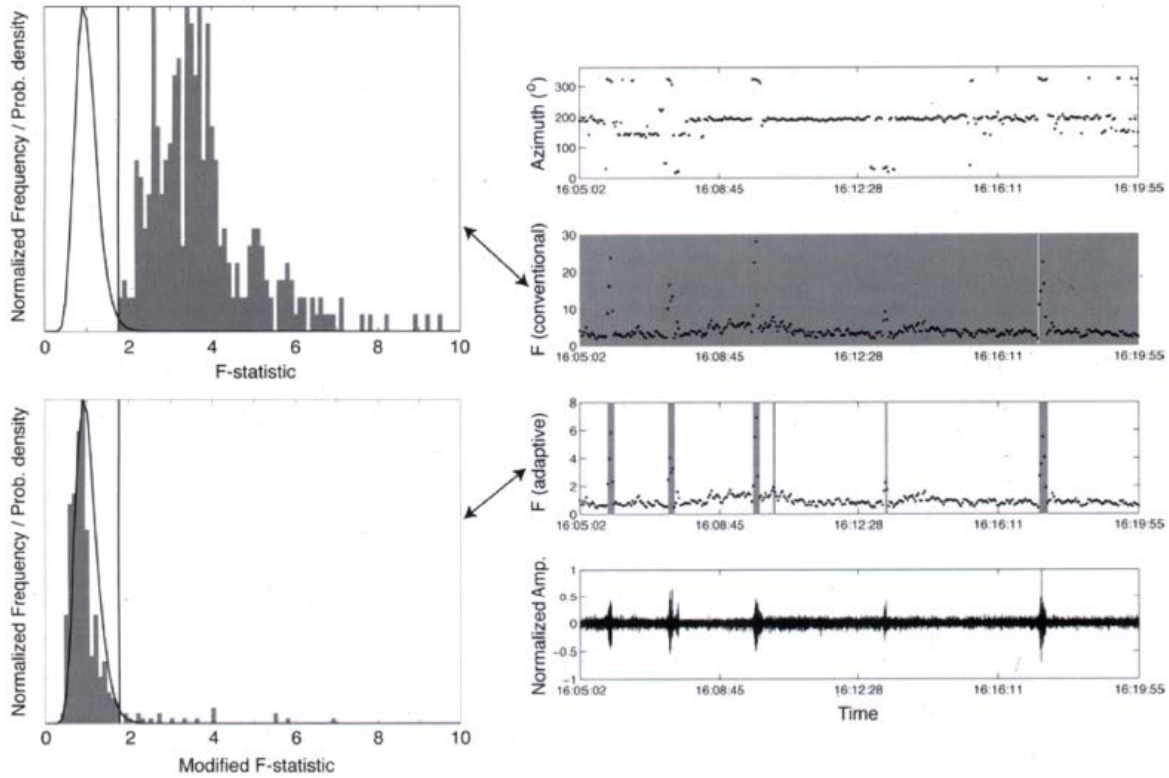 Normalized Frequency / Prob. density
0 2 4 6 8 10
F-statistic
Normalized Frequency / Prob. density
0 2 4 6 8 10
Modified F-statistic
Azimuth (°)
300
200
100
0
16:05:02 16:08:45 16:12:28 16:16:11 16:19:55
F (conventional)
30
20
10
0
16:05:02 16:08:45 16:12:28 16:16:11 16:19:55
F (adaptive)
8
6
4
2
0
16:05:02 16:08:45 16:12:28 16:16:11 16:19:55
Normalized Amp.
1
0.5
0
-0.5
-1
16:05:02 16:08:45 16:12:28 16:16:11 16:19:55
Time